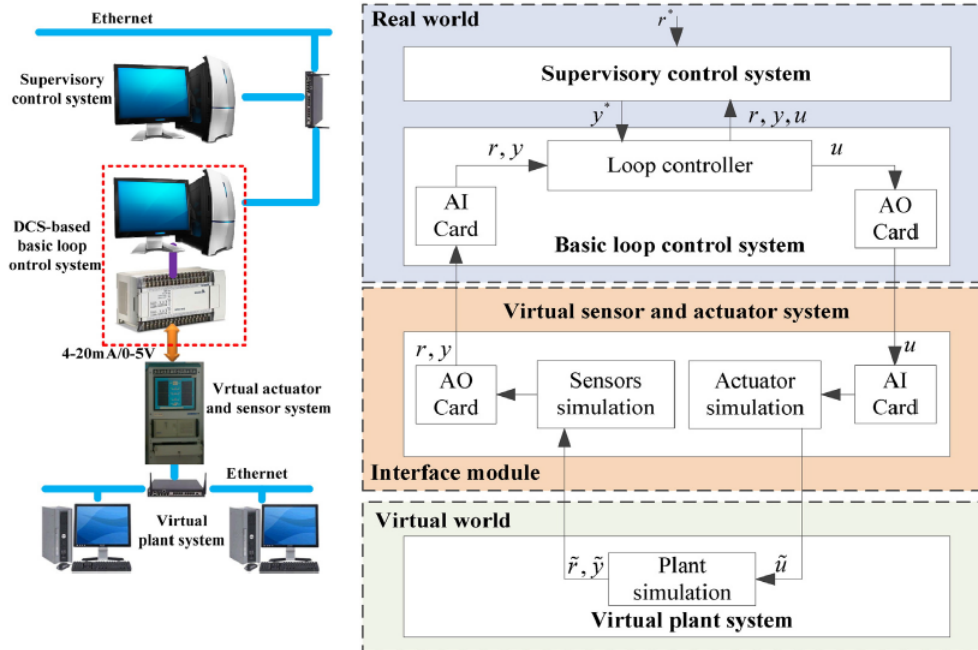 Ethernet
Supervisory
control system
DCS-based
basic loop
ontrol system
4-20mA/0-5V
Vrtual actuator
and sensor system
Ethernet
Virtual
plant system
Real world
r*
Supervisory control system
y*
r, y, u
r, y
Loop controller
u
AI
Card
AO
Card
Basic loop control system
Virtual sensor and actuator system
r, y
u
AO
Card
Sensors
simulation
Actuator
simulation
AI
Card
Interface module
Virtual world
r̃, ỹ
Plant
simulation
ũ
Virtual plant system